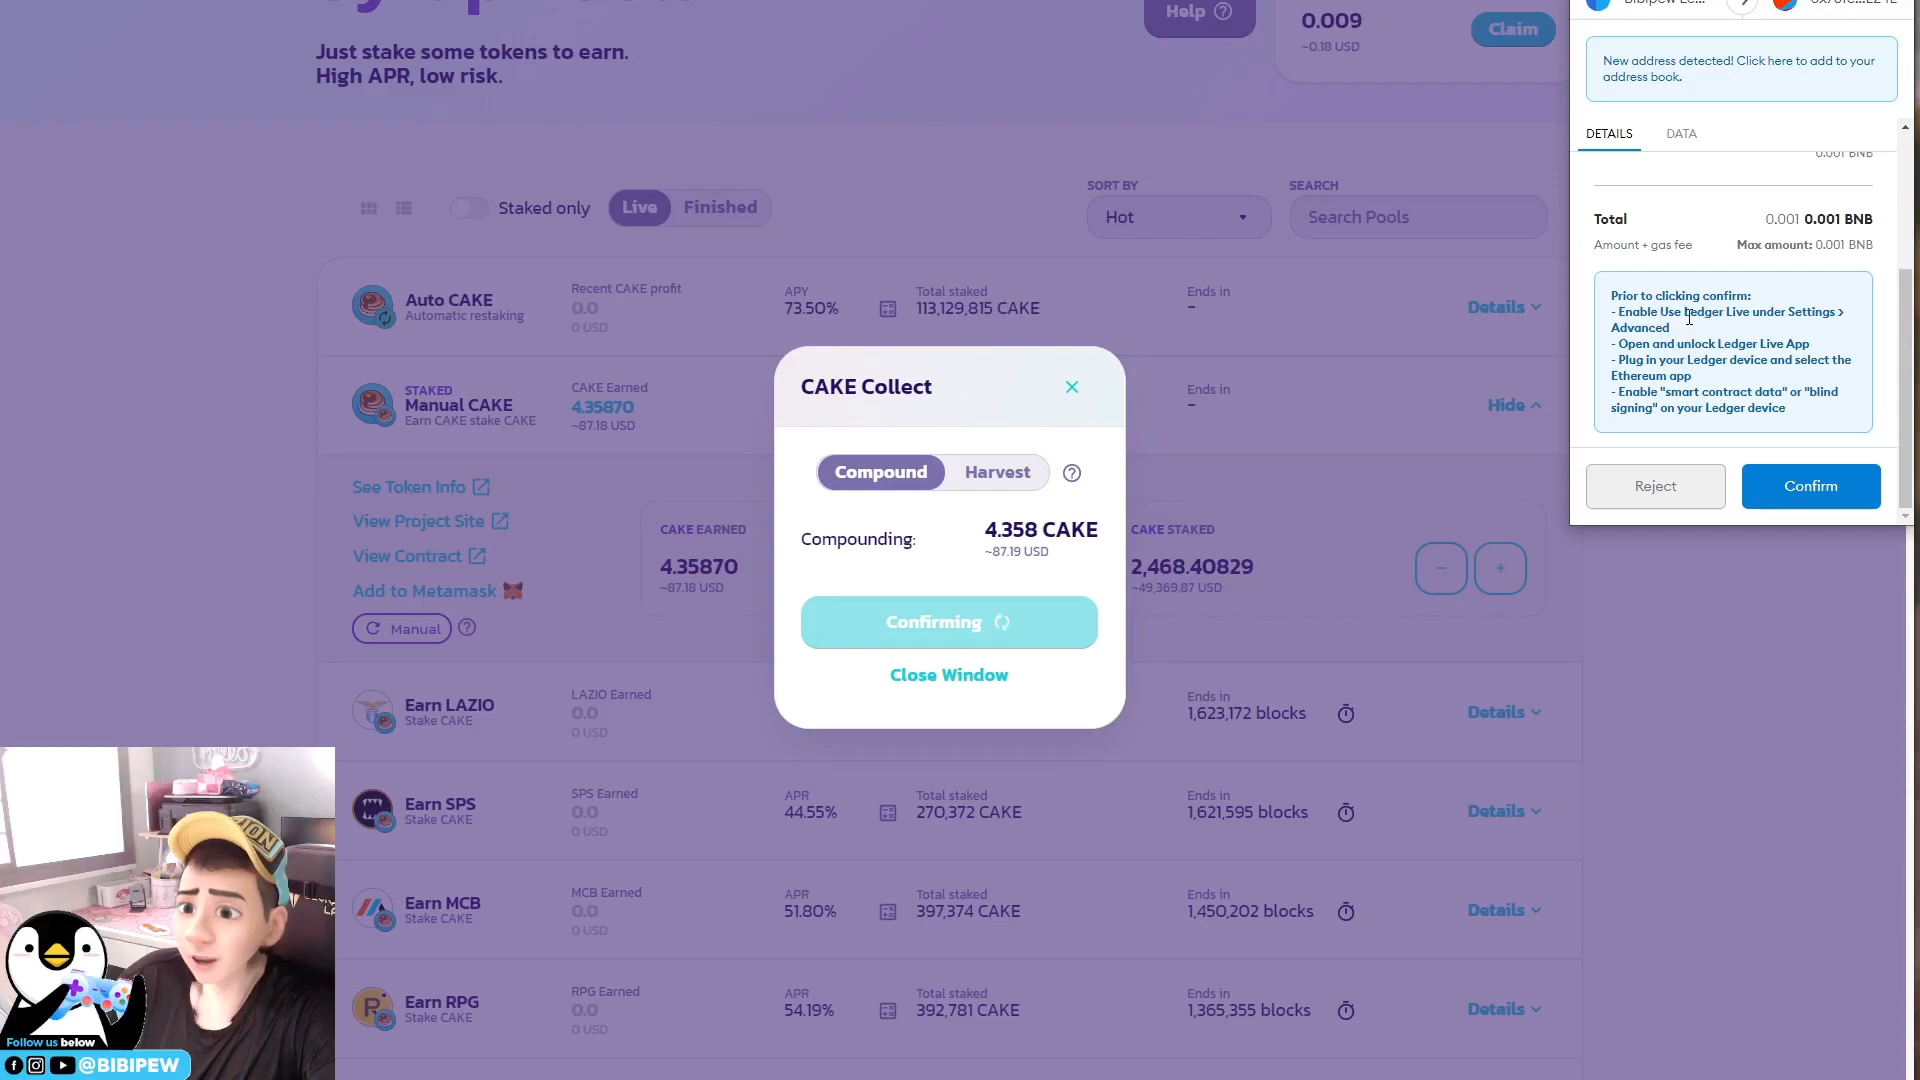 Just stake some tokens to earn.
High APR, low risk.
Help
0.009
~0.18 USD
Claim
Staked only
Live
Finished
SORT BY
Hot
SEARCH
Search Pools
Auto CAKE
Automatic restaking
Recent CAKE profit
0.0
0 USD
APY
73.50%
Total staked
113,129,815 CAKE
Ends in
-
Details
STAKED
Manual CAKE
Earn CAKE stake CAKE
CAKE Earned
4.35870
~87.18 USD
Ends in
-
Hide
See Token Info
View Project Site
View Contract
Add to Metamask
Manual
CAKE EARNED
4.35870
~87.18 USD
CAKE STAKED
2,468.40829
~49,369.87 USD
CAKE Collect
Compound
Harvest
Compounding:
4.358 CAKE
~87.19 USD
Confirming
Close Window
Earn LAZIO
Stake CAKE
LAZIO Earned
0.0
0 USD
Ends in
1,623,172 blocks
Details
Earn SPS
Stake CAKE
SPS Earned
0.0
0 USD
APR
44.55%
Total staked
270,372 CAKE
Ends in
1,621,595 blocks
Details
Earn MCB
Stake CAKE
MCB Earned
0.0
0 USD
APR
51.80%
Total staked
397,374 CAKE
Ends in
1,450,202 blocks
Details
Earn RPG
Stake CAKE
RPG Earned
0.0
0 USD
APR
54.19%
Total staked
392,781 CAKE
Ends in
1,365,355 blocks
Details
New address detected! Click here to add to your
address book.
DETAILS
DATA
0.001 BNB
Total
0.001 0.001 BNB
Amount + gas fee
Max amount: 0.001 BNB
Prior to clicking confirm:
- Enable Use Ledger Live under Settings >
Advanced
- Open and unlock Ledger Live App
- Plug in your Ledger device and select the
Ethereum app
- Enable "smart contract data" or "blind
signing" on your Ledger device
Reject
Confirm
Follow us below
@BIBIPEW